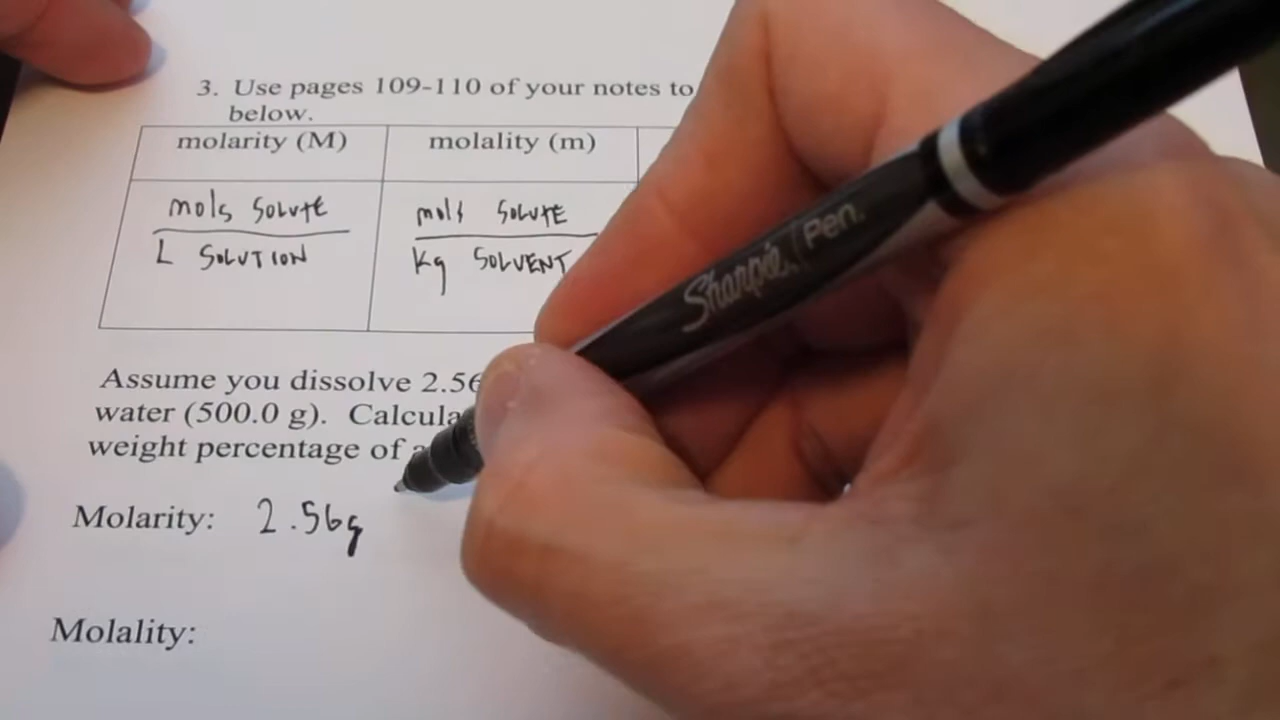 3. Use pages 109-110 of your notes to
below.
molarity (M) molality (m)
mols SOLUTE mols SOLUTE
L SOLUTION Kg SOLVENT
Assume you dissolve 2.56
water (500.0 g). Calcula
weight percentage of
Molarity: 2.56g
Molality:
Sharpie Pen.